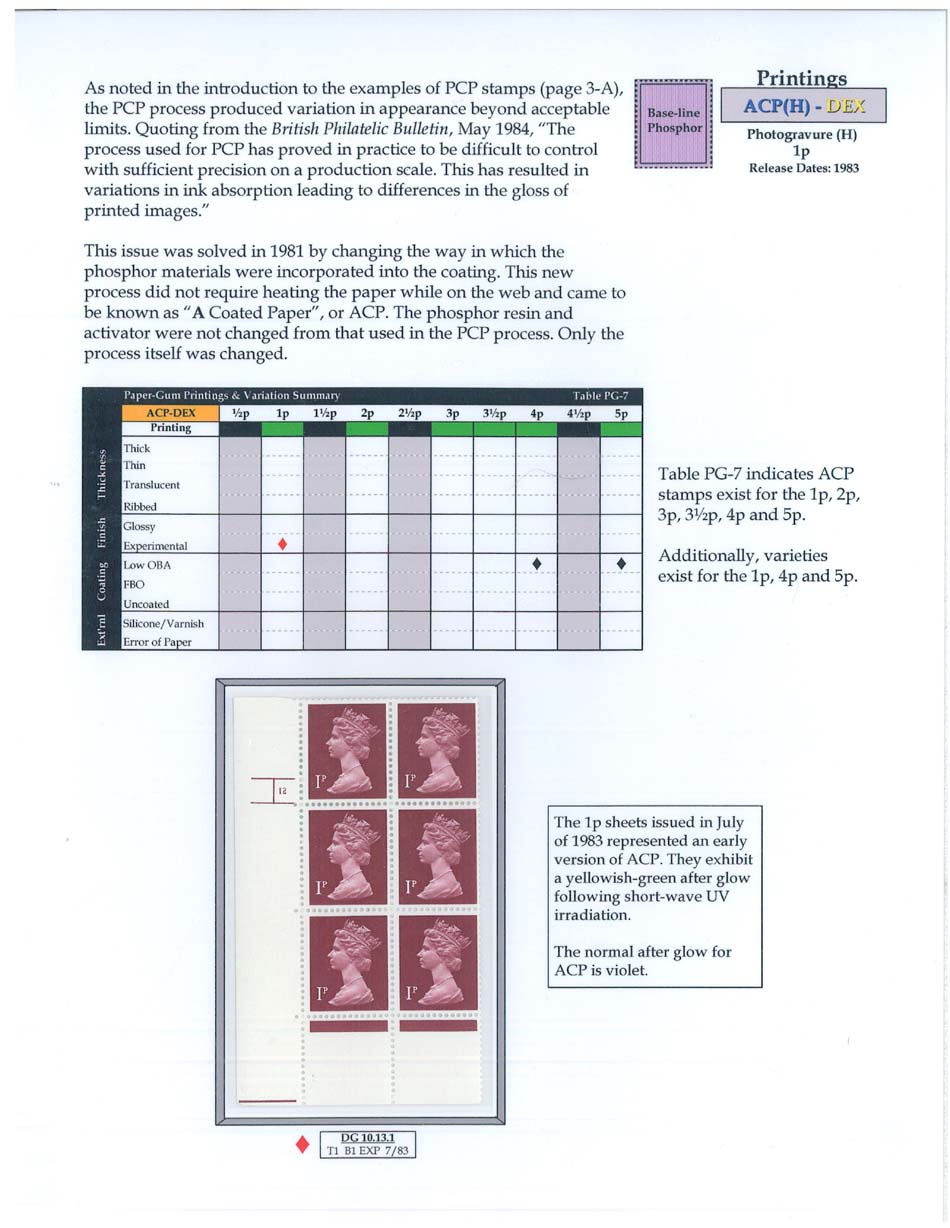 As noted in the introduction to the examples of PCP stamps (page 3-A),
the PCP process produced variation in appearance beyond acceptable
limits. Quoting from the British Philatelic Bulletin, May 1984, “The
process used for PCP has proved in practice to be difficult to control
with sufficient precision on a production scale. This has resulted in
variations in ink absorption leading to differences in the gloss of
printed images.”
Base-line
Phosphor
Printings
ACP(H) - DEX
Photogravure (H)
1p
Release Dates: 1983
This issue was solved in 1981 by changing the way in which the
phosphor materials were incorporated into the coating. This new
process did not require heating the paper while on the web and came to
be known as “A Coated Paper”, or ACP. The phosphor resin and
activator were not changed from that used in the PCP process. Only the
process itself was changed.
Paper-Gum Printings & Variation Summary Table PG-7
ACP-DEX ½p 1p 1½p 2p 2½p 3p 3½p 4p 4½p 5p
Printing
Thickness
Thick
Thin
Translucent
Ribbed
Finish
Glossy
Experimental
Coating
Low OBA
FBO
Uncoated
Ext'rnl
Silicone/Varnish
Error of Paper
Table PG-7 indicates ACP
stamps exist for the 1p, 2p,
3p, 3½p, 4p and 5p.
Additionally, varieties
exist for the 1p, 4p and 5p.
1P
1P
12
1P
1P
1P
1P
The 1p sheets issued in July
of 1983 represented an early
version of ACP. They exhibit
a yellowish-green after glow
following short-wave UV
irradiation.
The normal after glow for
ACP is violet.
DG 10.13.1
T1 B1 EXP 7/83